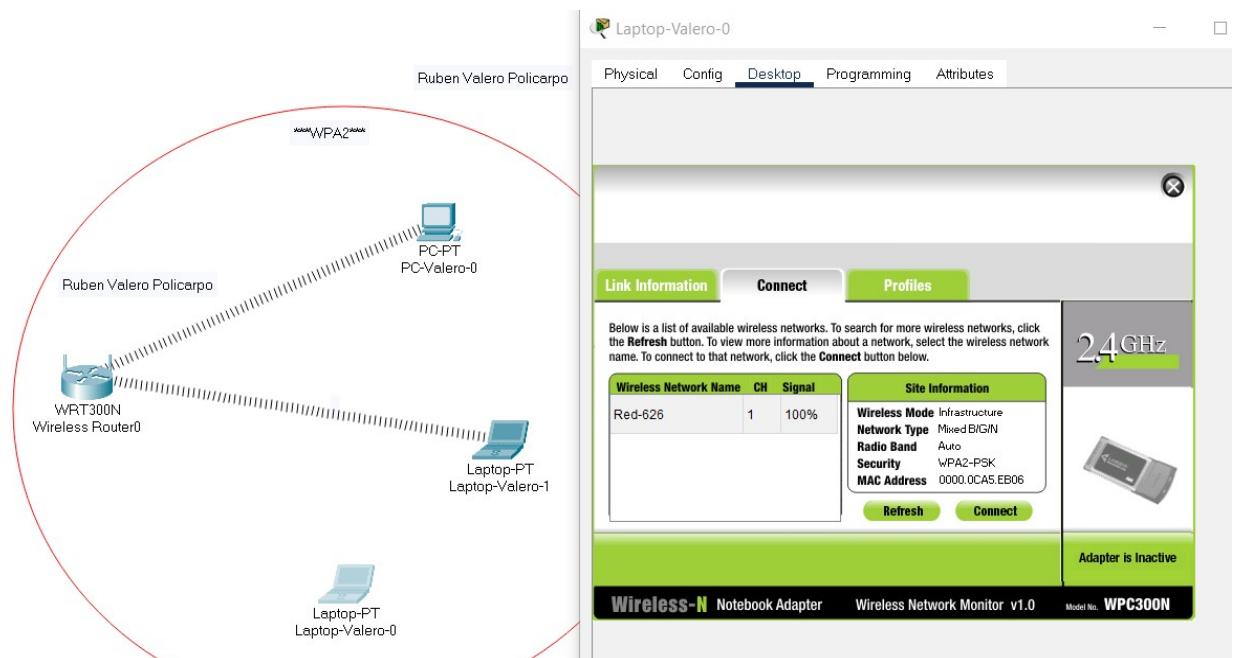 Ruben Valero Policarpo
***WPA2***
PC-PT
PC-Valero-0
Ruben Valero Policarpo
WRT300N
Wireless Router0
Laptop-PT
Laptop-Valero-1
Laptop-PT
Laptop-Valero-0
Laptop-Valero-0
Physical Config Desktop Programming Attributes
Link Information Connect Profiles
Below is a list of available wireless networks. To search for more wireless networks, click
the Refresh button. To view more information about a network, select the wireless network
name. To connect to that network, click the Connect button below.
2,4 GHz
Wireless Network Name CH Signal
Red-626 1 100%
Site Information
Wireless Mode Infrastructure
Network Type Mixed B/G/N
Radio Band Auto
Security WPA2-PSK
MAC Address 0000.0CA5.EB06
Refresh Connect
Adapter is Inactive
Wireless-N Notebook Adapter Wireless Network Monitor v1.0 Model No. WPC300N